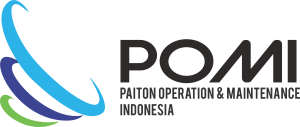 POMI
PAITON OPERATION & MAINTENANCE
INDONESIA